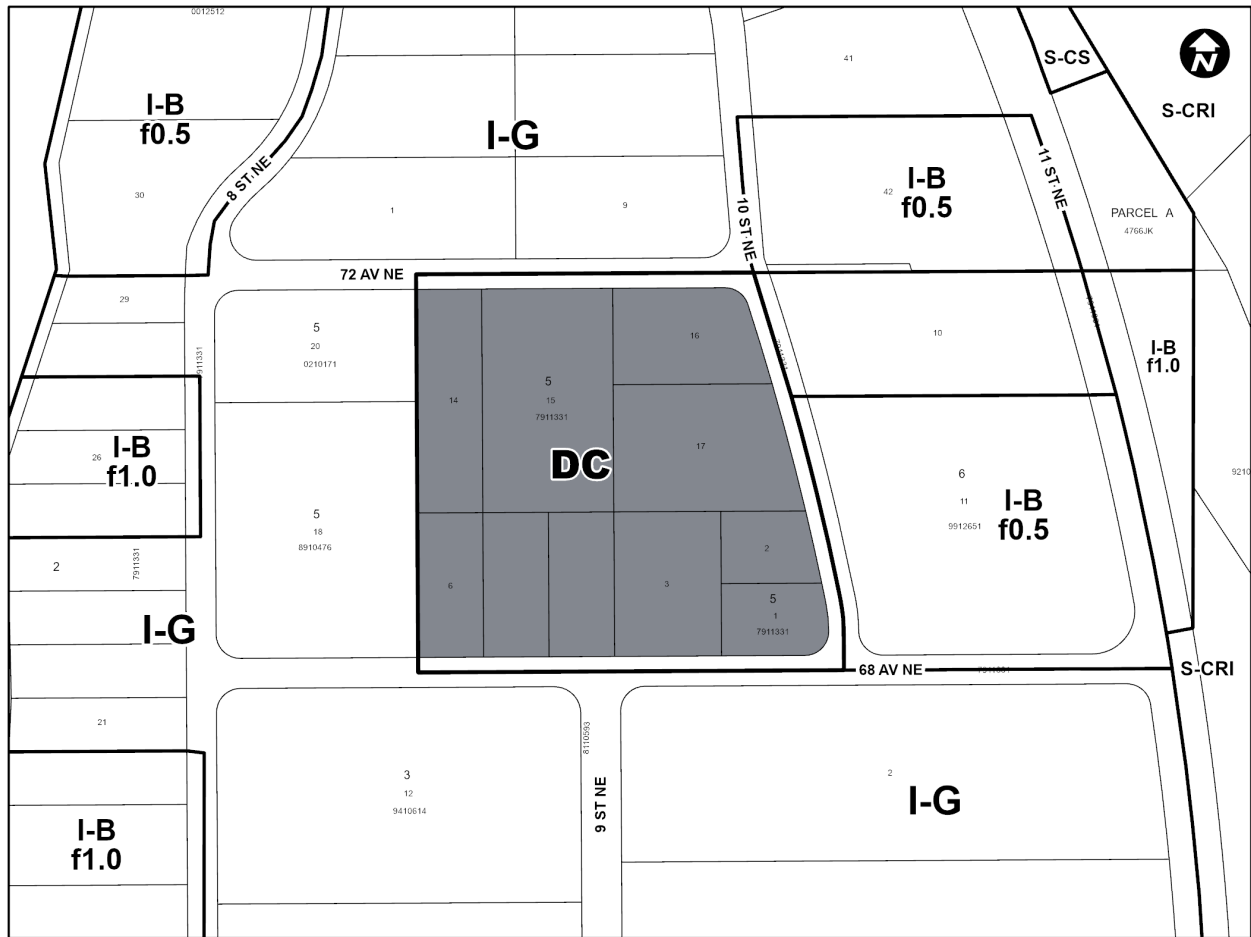 0012512
S-CS
N
41
S-CRI
I-B
f0.5
I-G
30
8 ST NE
1
9
10 ST NE
42
I-B
f0.5
11 ST NE
PARCEL A
4766JK
72 AV NE
29
5
20
0210171
911331
16
10
I-B
f1.0
14
5
15
7911331
17
DC
26
I-B
f1.0
5
18
8910476
6
11
9912651
I-B
f0.5
9210
2
7911331
I-G
6
3
2
5
1
7911331
68 AV NE
S-CRI
21
3
12
9410614
8110593
9 ST NE
2
I-G
I-B
f1.0